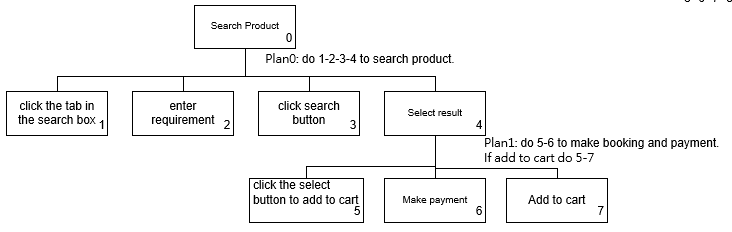 Search Product
0
Plan0: do 1-2-3-4 to search product.
click the tab in
the search box 1
enter
requirement 2
click search
button 3
Select result
4
Plan1: do 5-6 to make booking and payment.
If add to cart do 5-7
click the select
button to add to cart
5
Make payment
6
Add to cart
7